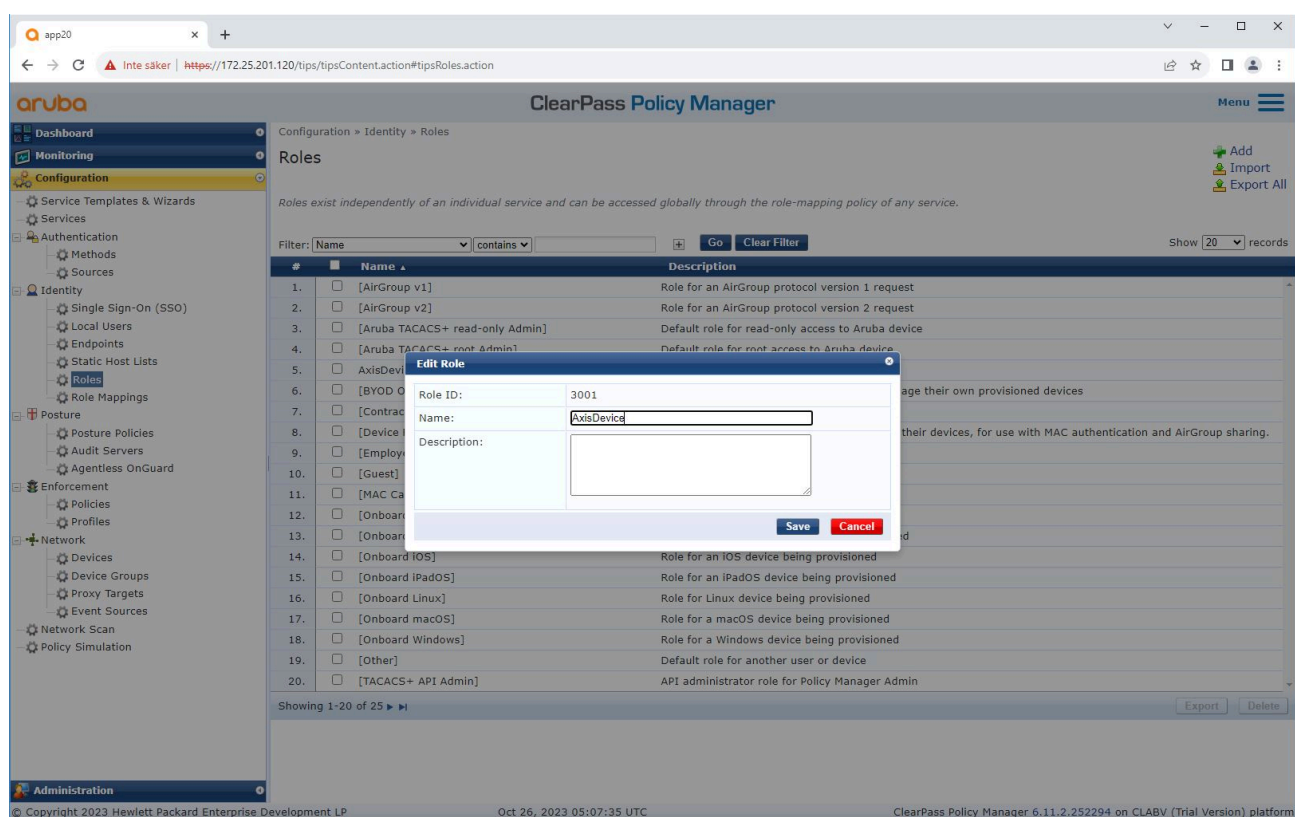 app20
Inte säker | https://172.25.201.120/tips/tipsContent.action#tipsRoles.action
aruba
ClearPass Policy Manager
Menu
Dashboard
Monitoring
Configuration
Service Templates & Wizards
Services
Authentication
Methods
Sources
Identity
Single Sign-On (SSO)
Local Users
Endpoints
Static Host Lists
Roles
Role Mappings
Posture
Posture Policies
Audit Servers
Agentless OnGuard
Enforcement
Policies
Profiles
Network
Devices
Device Groups
Proxy Targets
Event Sources
Network Scan
Policy Simulation
Administration
Configuration » Identity » Roles
Roles
Add
Import
Export All
Roles exist independently of an individual service and can be accessed globally through the role-mapping policy of any service.
Filter: Name contains Go Clear Filter Show 20 records
# Name Description
1. [AirGroup v1] Role for an AirGroup protocol version 1 request
2. [AirGroup v2] Role for an AirGroup protocol version 2 request
3. [Aruba TACACS+ read-only Admin] Default role for read-only access to Aruba device
4. [Aruba TACACS+ root Admin] Default role for root access to Aruba device
5. AxisDevi
6. [BYOD O age their own provisioned devices
7. [Contrac
8. [Device their devices, for use with MAC authentication and AirGroup sharing.
9. [Employ
10. [Guest]
11. [MAC Ca
12. [Onboar
13. [Onboar ed
14. [Onboard iOS] Role for an iOS device being provisioned
15. [Onboard iPadOS] Role for an iPadOS device being provisioned
16. [Onboard Linux] Role for Linux device being provisioned
17. [Onboard macOS] Role for a macOS device being provisioned
18. [Onboard Windows] Role for a Windows device being provisioned
19. [Other] Default role for another user or device
20. [TACACS+ API Admin] API administrator role for Policy Manager Admin
Showing 1-20 of 25
Export Delete
Edit Role
Role ID: 3001
Name: AxisDevice
Description:
Save Cancel
© Copyright 2023 Hewlett Packard Enterprise Development LP Oct 26, 2023 05:07:35 UTC ClearPass Policy Manager 6.11.2.252294 on CLABV (Trial Version) platform